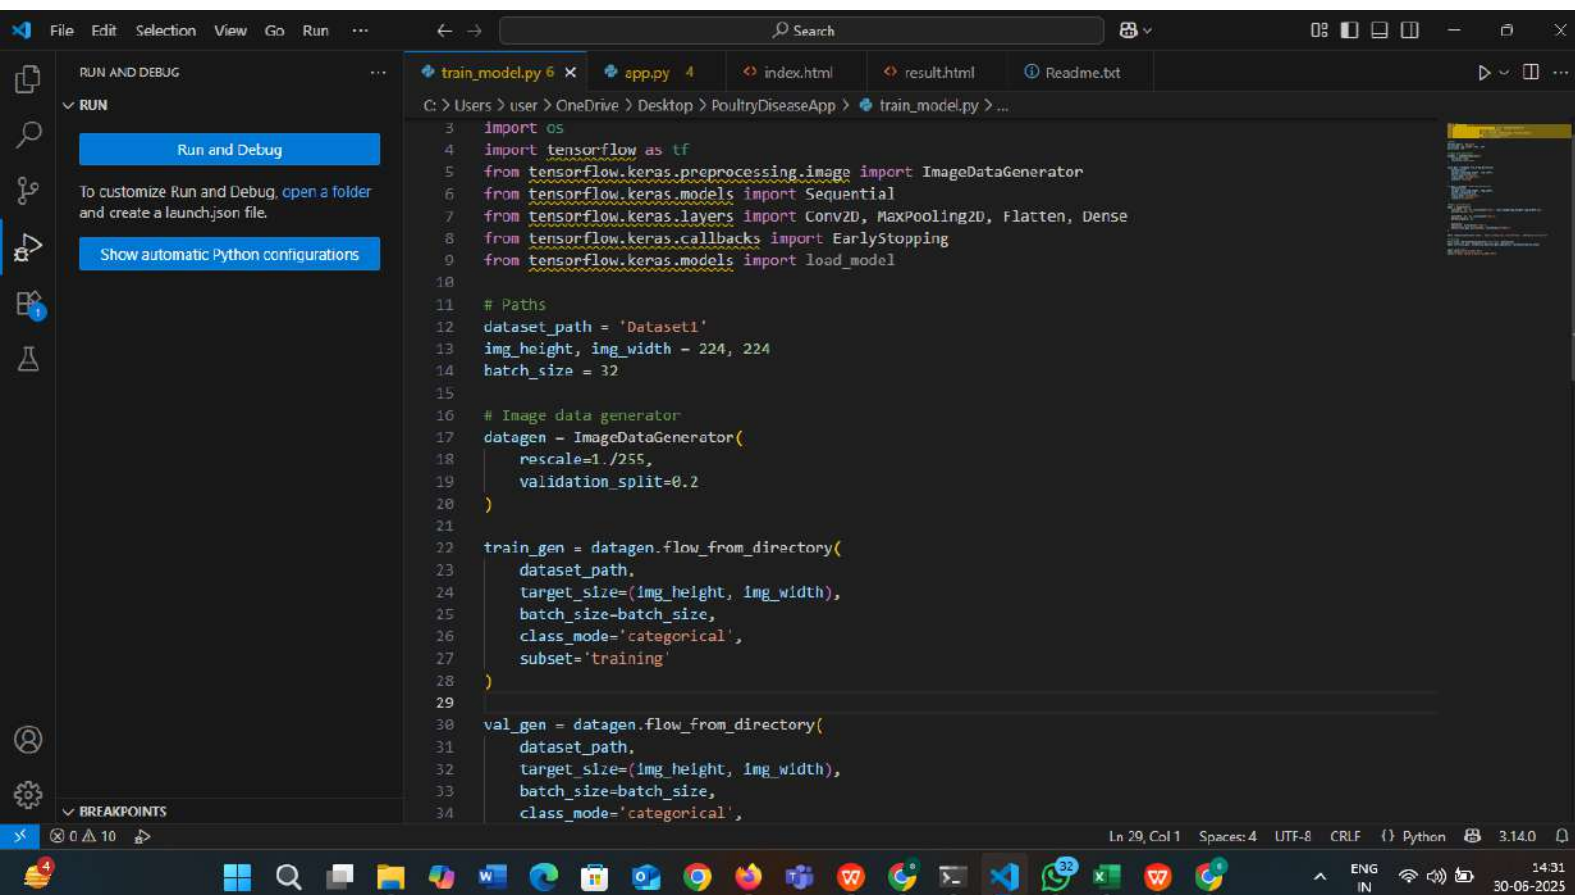 File Edit Selection View Go Run ···
Search
RUN AND DEBUG ···
RUN
Run and Debug
To customize Run and Debug, open a folder
and create a launch.json file.
Show automatic Python configurations
BREAKPOINTS
train_model.py 6
app.py 4
index.html
result.html
Readme.txt
C: > Users > user > OneDrive > Desktop > PoultryDiseaseApp > train_model.py > ...
3 import os
4 import tensorflow as tf
5 from tensorflow.keras.preprocessing.image import ImageDataGenerator
6 from tensorflow.keras.models import Sequential
7 from tensorflow.keras.layers import Conv2D, MaxPooling2D, Flatten, Dense
8 from tensorflow.keras.callbacks import EarlyStopping
9 from tensorflow.keras.models import load_model
10
11 # Paths
12 dataset_path = 'Dataset1'
13 img_height, img_width = 224, 224
14 batch_size = 32
15
16 # Image data generator
17 datagen = ImageDataGenerator(
18 rescale=1./255,
19 validation_split=0.2
20 )
21
22 train_gen = datagen.flow_from_directory(
23 dataset_path,
24 target_size=(img_height, img_width),
25 batch_size=batch_size,
26 class_mode='categorical',
27 subset='training'
28 )
29
30 val_gen = datagen.flow_from_directory(
31 dataset_path,
32 target_size=(img_height, img_width),
33 batch_size=batch_size,
34 class_mode='categorical',
0 10
Ln 29, Col 1 Spaces: 4 UTF-8 CRLF {} Python 3.14.0
4
32
ENG
IN
14:31
30-06-2025